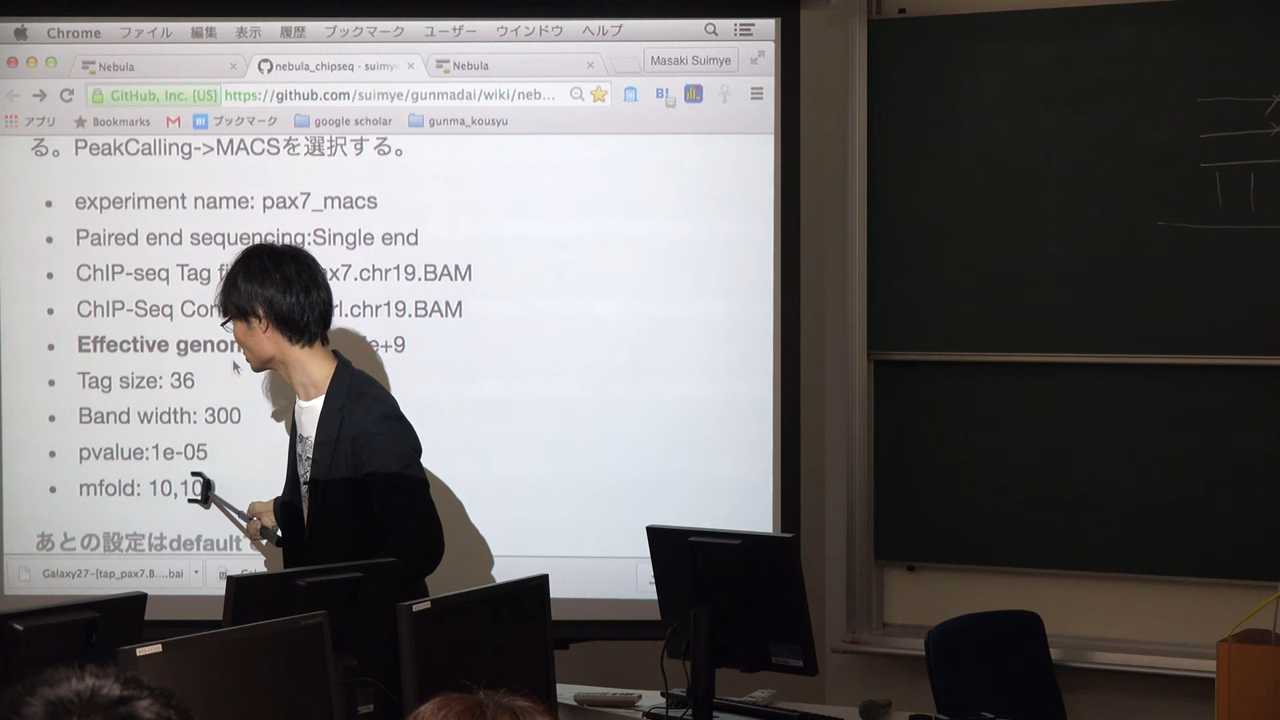 Chrome ファイル 編集 表示 履歴 ブックマーク ユーザー ウインドウ ヘルプ
Nebula nebula_chipseq - suimye Nebula Masaki Suimye
GitHub, Inc. [US] https://github.com/suimye/gunmadai/wiki/neb... B!
アプリ Bookmarks B! ブックマーク google scholar gunma_kousyu
る。PeakCalling->MACSを選択する。
experiment name: pax7_macs
Paired end sequencing:Single end
ChIP-seq Tag x7.chr19.BAM
ChIP-Seq rl.chr19.BAM
Effective e+9
Tag size: 36
Band width: 300
pvalue:1e-05
mfold:
あとの設定はdefault
Galaxy27-[tap_pax7.B....bai